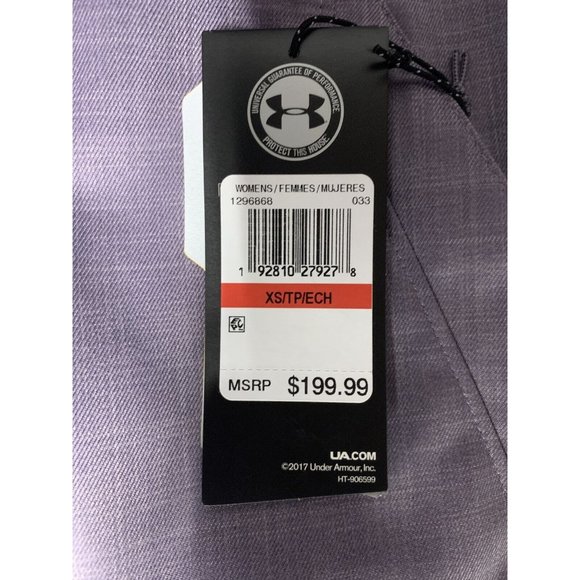 UNIVERSAL GUARANTEE OF PERFORMANCE
PROTECT THIS HOUSE
WOMENS/FEMMES/MUJERES
1296868 033
1 92810 27927 8
XS/TP/ECH
MSRP $199.99
UA.COM
©2017 Under Armour, Inc.
HT-906599